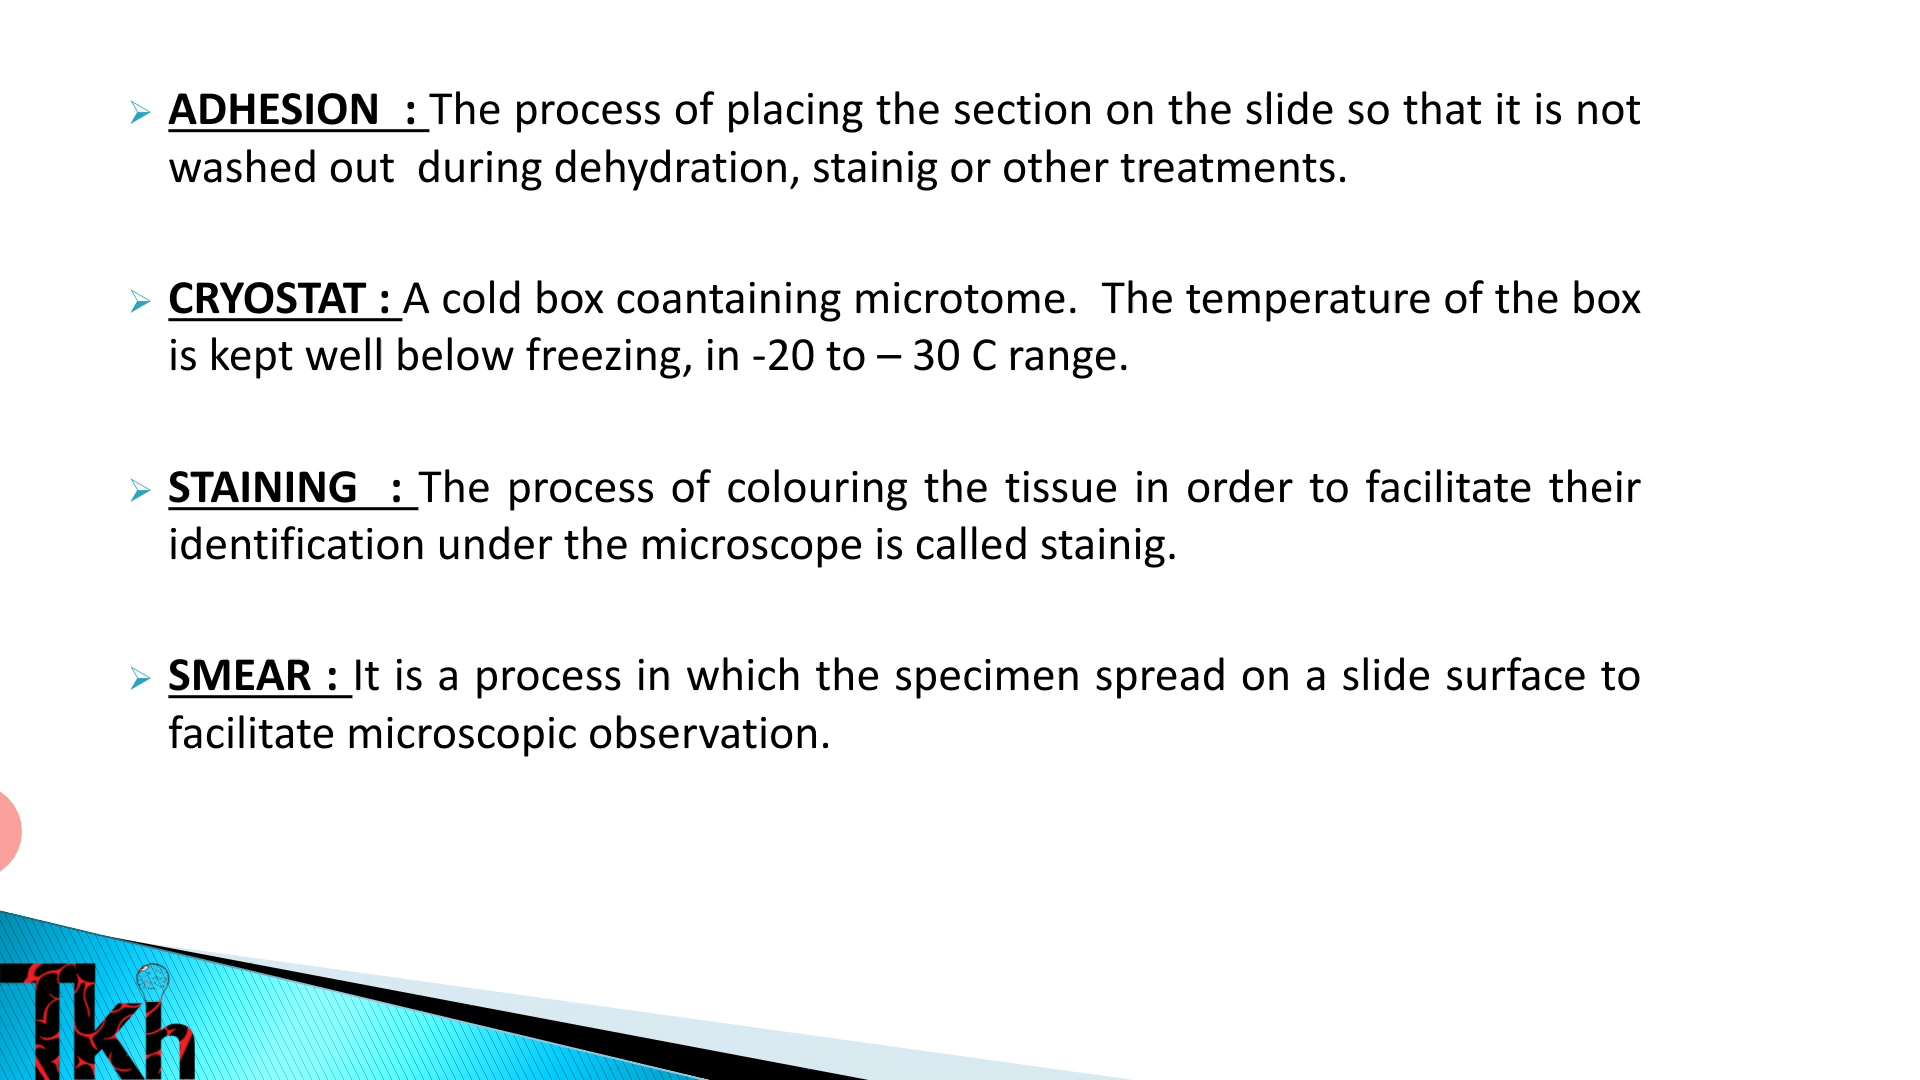 ADHESION : The process of placing the section on the slide so that it is not
washed out during dehydration, stainig or other treatments.
CRYOSTAT : A cold box coantaining microtome. The temperature of the box
is kept well below freezing, in -20 to – 30 C range.
STAINING : The process of colouring the tissue in order to facilitate their
identification under the microscope is called stainig.
SMEAR : It is a process in which the specimen spread on a slide surface to
facilitate microscopic observation.
Tkh